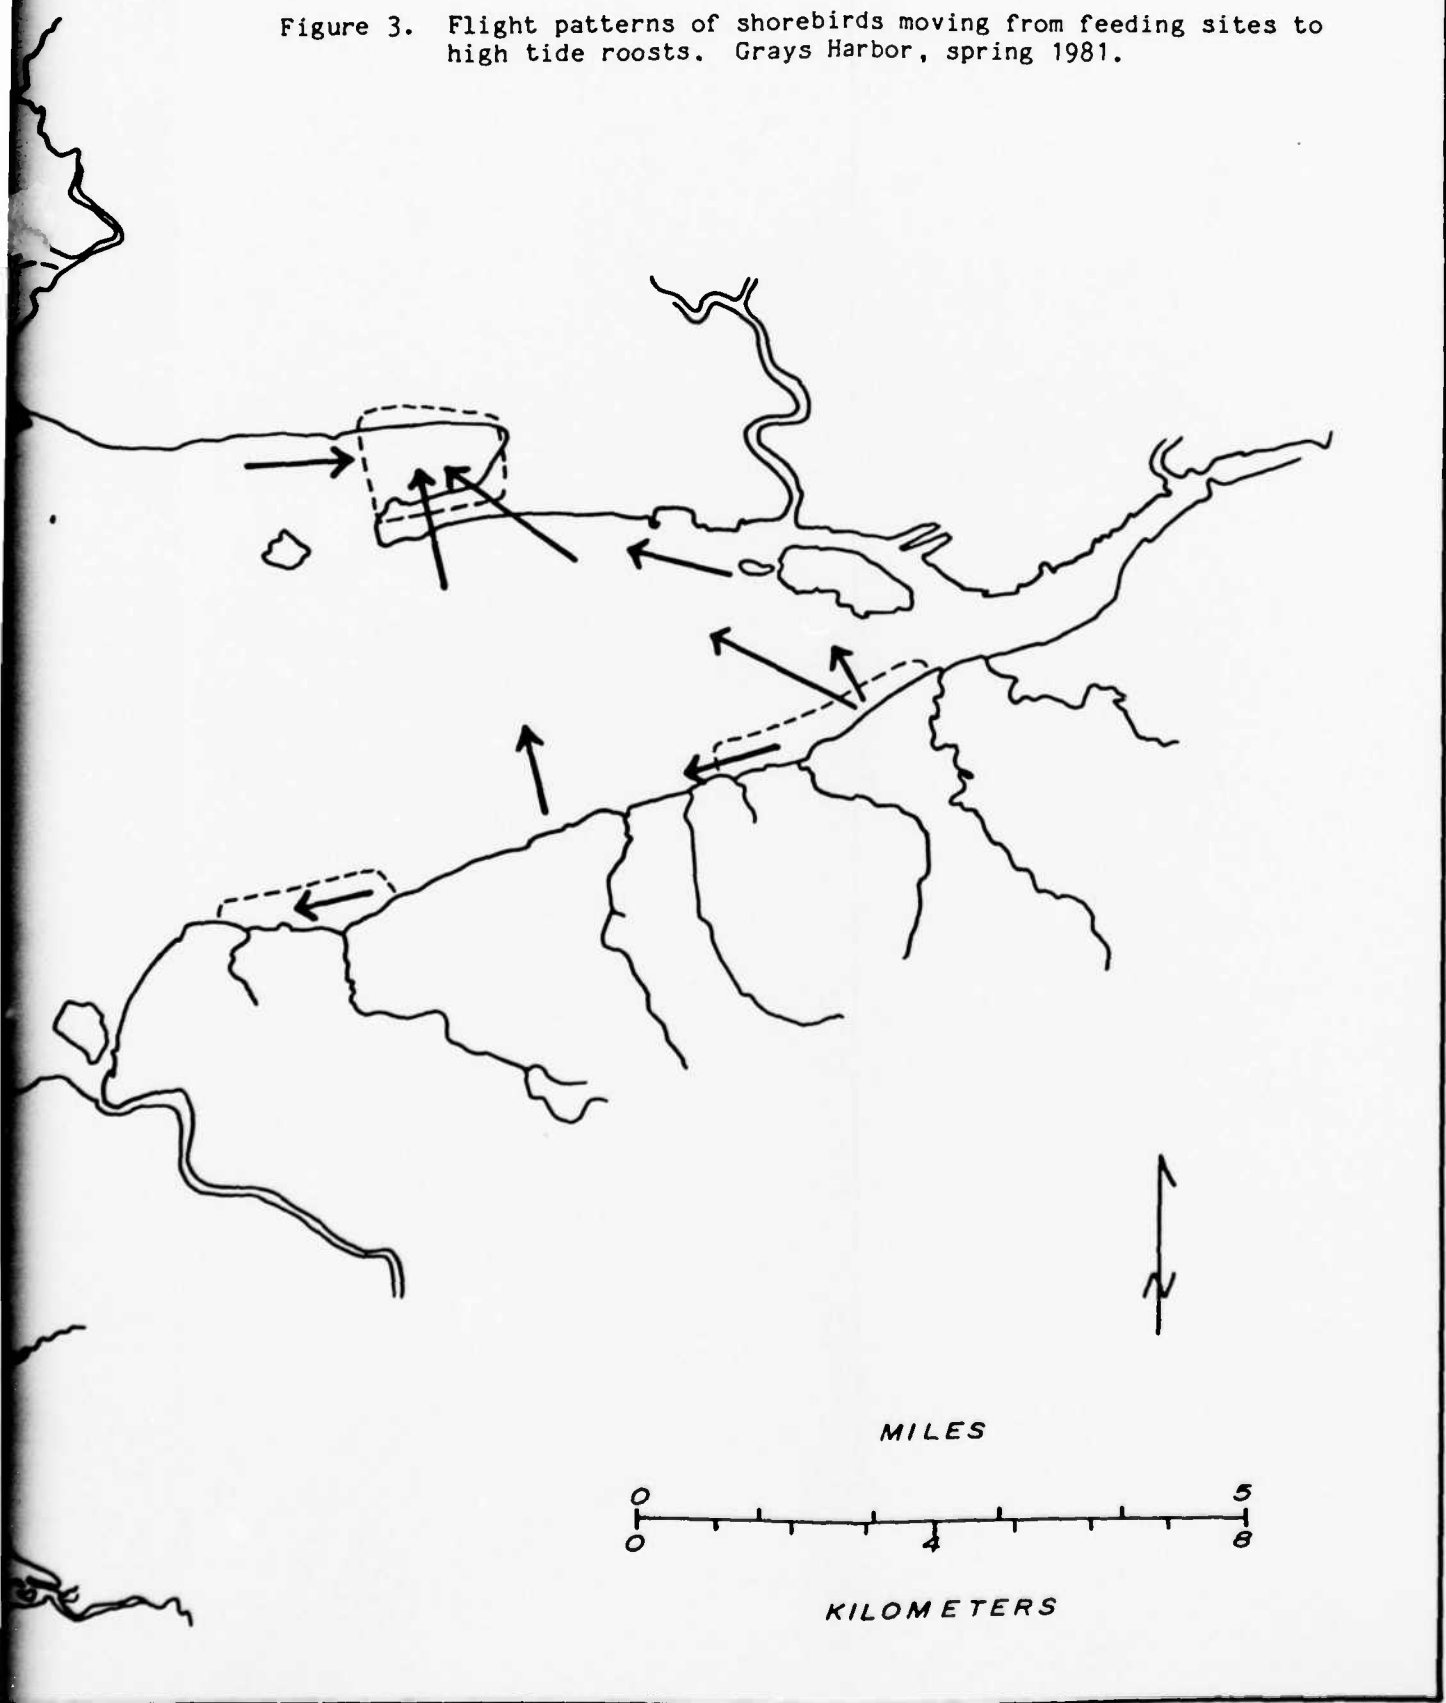 Figure 3. Flight patterns of shorebirds moving from feeding sites to
high tide roosts. Grays Harbor, spring 1981.
N
MILES
0 5
0 4 8
KILOMETERS